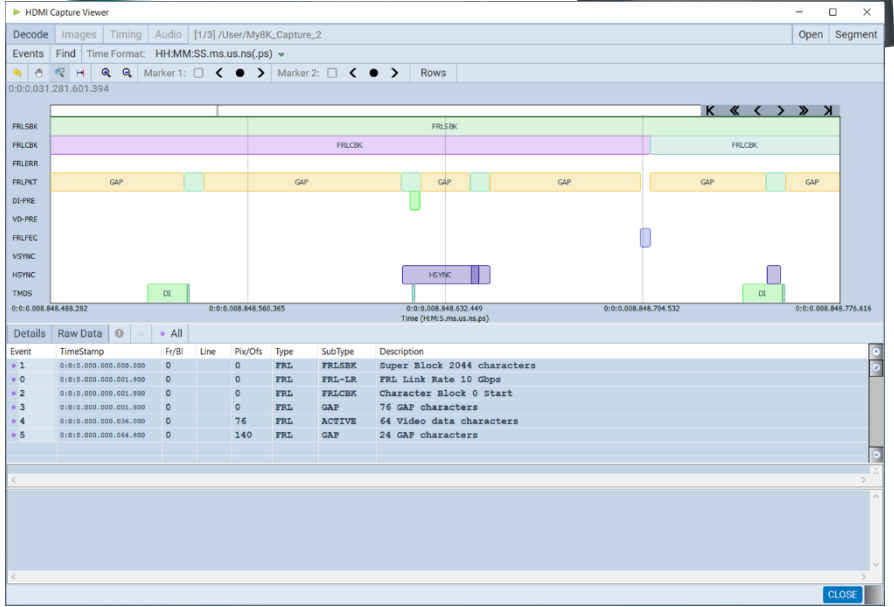 HDMI Capture Viewer
Decode Images Timing Audio [1/3] /User/My8K_Capture_2 Open Segment
Events Find Time Format: HH:MM:SS.ms.us.ns(.ps)
Marker 1: Marker 2: Rows
0:0:0.031.281.601.394
FRLSBK FRLSBK
FRLCBK FRLCBK FRLCBK
FRLERR
FRLPKT GAP GAP GAP GAP GAP GAP
DI-PRE
VD-PRE
FRLFEC
VSYNC
HSYNC HSYNC
TMDS DI DI
0:0:0.008.848.488.282 0:0:0.008.848.560.365 0:0:0.008.848.632.449 0:0:0.008.848.704.532 0:0:0.008.848.776.616
Time (H:M:S.ms.us.ns.ps)
Details Raw Data All
Event TimeStamp Fr/Bl Line Pix/Ofs Type SubType Description
1 0:0:0.000.000.000.000 0 0 FRL FRLSBK Super Block 2044 characters
0 0:0:0.000.000.001.800 0 0 FRL FRL-LR FRL Link Rate 10 Gbps
2 0:0:0.000.000.001.800 0 0 FRL FRLCBK Character Block 0 Start
3 0:0:0.000.000.001.800 0 0 FRL GAP 76 GAP characters
4 0:0:0.000.000.036.000 0 76 FRL ACTIVE 64 Video data characters
5 0:0:0.000.000.064.800 0 140 FRL GAP 24 GAP characters
CLOSE